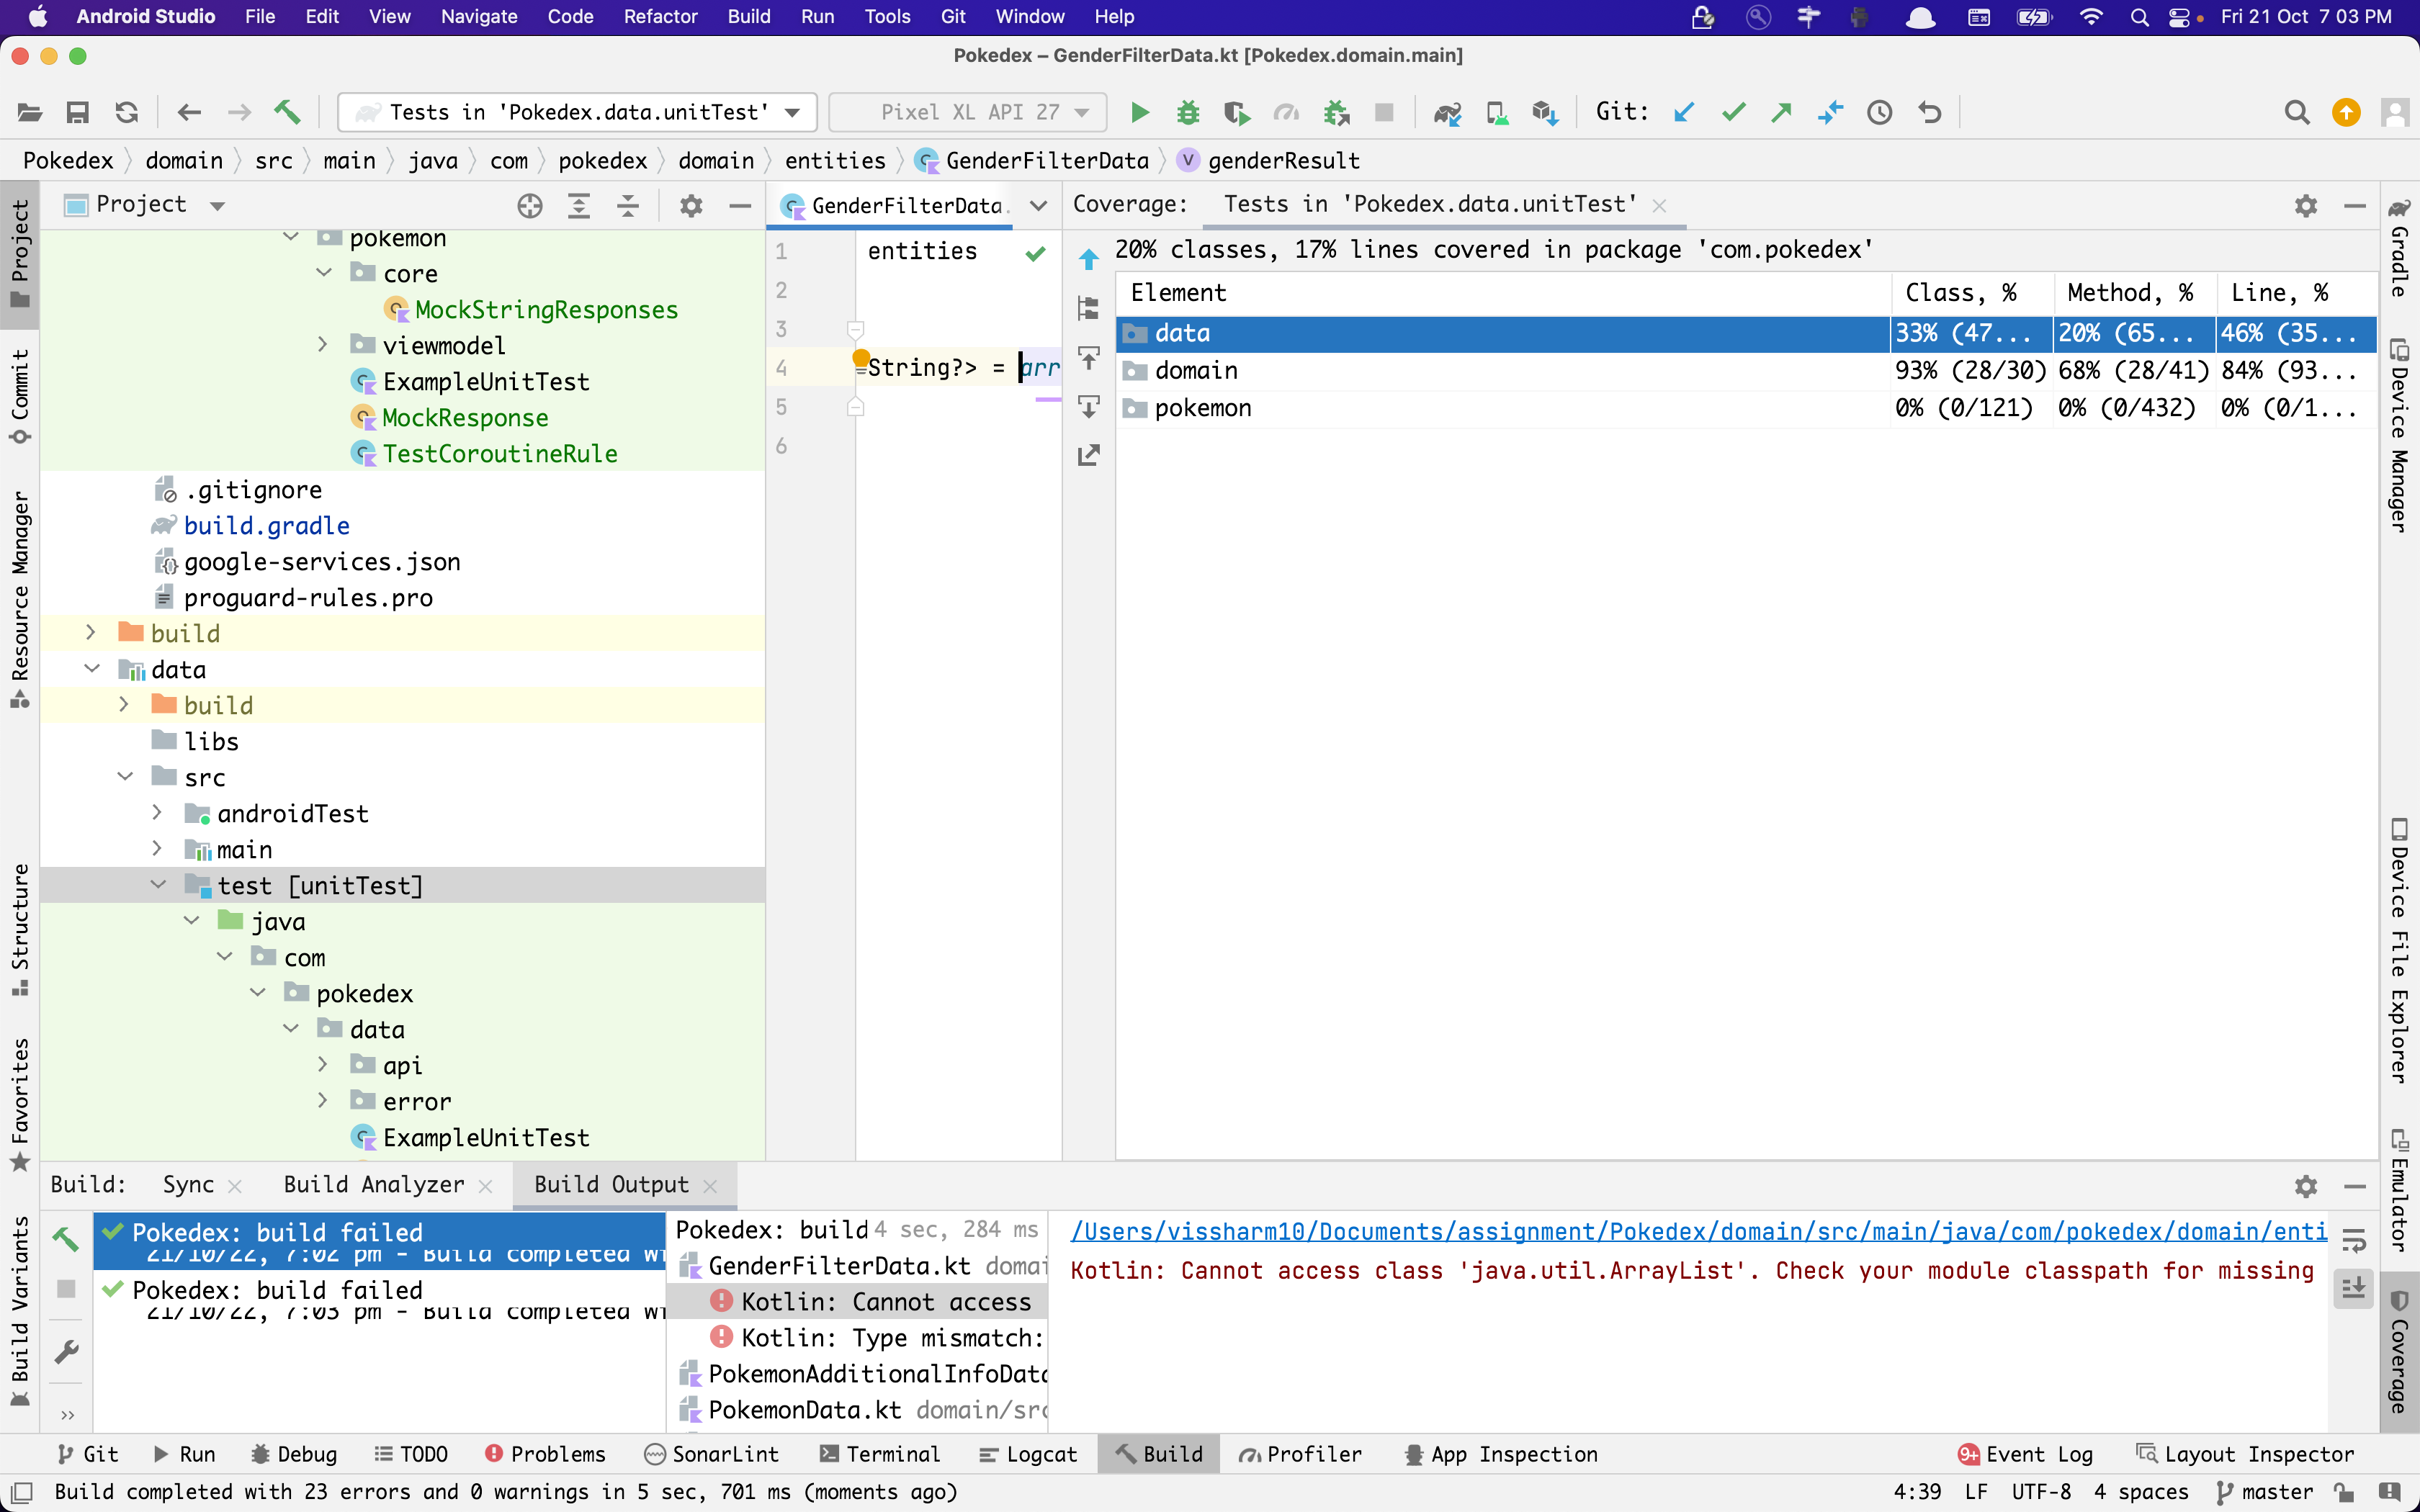 Android Studio File Edit View Navigate Code Refactor Build Run Tools Git Window Help Fri 21 Oct 7 03 PM
Pokedex – GenderFilterData.kt [Pokedex.domain.main]
Tests in 'Pokedex.data.unitTest' Pixel XL API 27 Git:
Pokedex domain src main java com pokedex domain entities GenderFilterData genderResult
Project
Commit
Resource Manager
Structure
Favorites
Build Variants
Project
pokemon
core
MockStringResponses
viewmodel
ExampleUnitTest
MockResponse
TestCoroutineRule
.gitignore
build.gradle
google-services.json
proguard-rules.pro
build
data
build
libs
src
androidTest
main
test [unitTest]
java
com
pokedex
data
api
error
ExampleUnitTest
GenderFilterData.
1 entities
2
3
4 String?> = arr
5
6
Coverage: Tests in 'Pokedex.data.unitTest'
20% classes, 17% lines covered in package 'com.pokedex'
Element Class, % Method, % Line, %
data 33% (47... 20% (65... 46% (35...
domain 93% (28/30) 68% (28/41) 84% (93...
pokemon 0% (0/121) 0% (0/432) 0% (0/1...
Gradle
Device Manager
Device File Explorer
Emulator
Coverage
Build: Sync Build Analyzer Build Output
Pokedex: build failed
21/10/22, 7:02 pm - Build completed wi
Pokedex: build failed
21/10/22, 7:03 pm - Build completed wi
Pokedex: build 4 sec, 284 ms
GenderFilterData.kt domai
Kotlin: Cannot access
Kotlin: Type mismatch:
PokemonAdditionalInfoData
PokemonData.kt domain/src
/Users/vissharm10/Documents/assignment/Pokedex/domain/src/main/java/com/pokedex/domain/enti
Kotlin: Cannot access class 'java.util.ArrayList'. Check your module classpath for missing
Git Run Debug TODO Problems SonarLint Terminal Logcat Build Profiler App Inspection 9+ Event Log Layout Inspector
Build completed with 23 errors and 0 warnings in 5 sec, 701 ms (moments ago) 4:39 LF UTF-8 4 spaces master